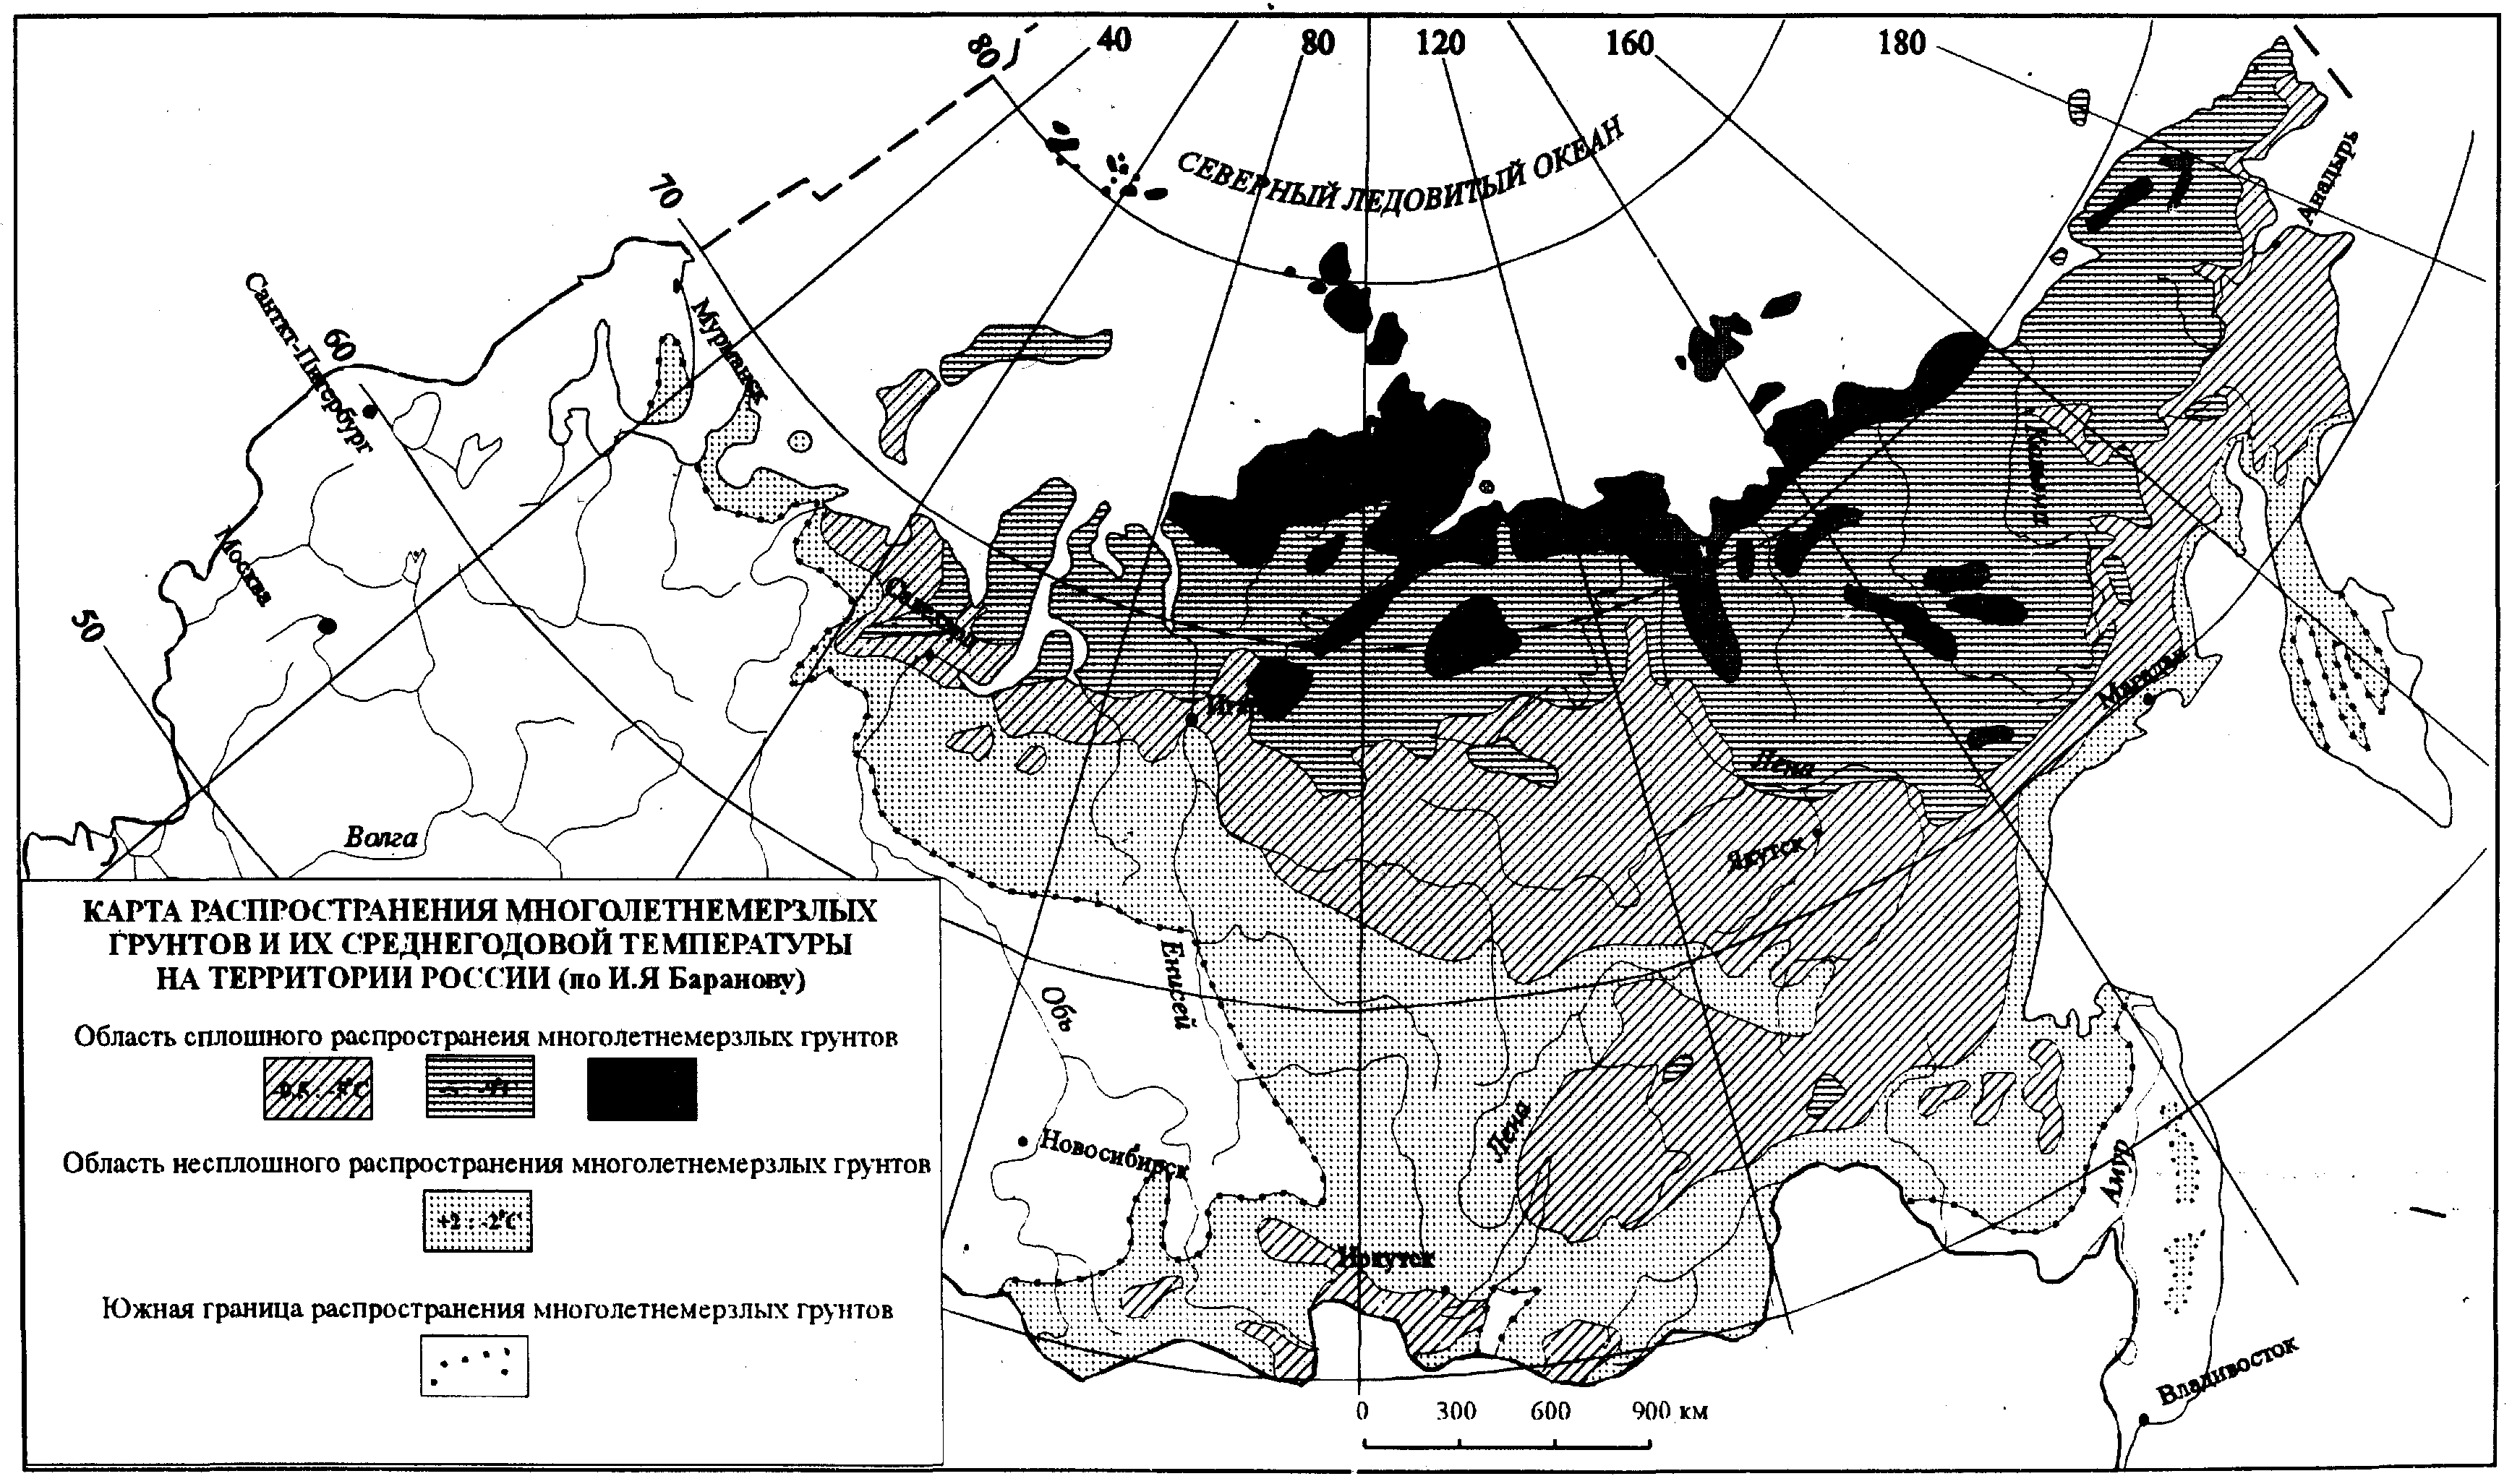 80
40
80
120
160
180
СЕВЕРНЫЙ ЛЕДОВИТЫЙ ОКЕАН
Анадырь
70
Мурманск
60
Санкт-Питербург
Москва
50
Колыма
Магадан
Лена
Якутск
Волга
Енисей
Обь
Новосибирск
Лена
Иркутск
Амур
Владивосток
КАРТА РАСПРОСТРАНЕНИЯ МНОГОЛЕТНЕМЕРЗЛЫХ
ГРУНТОВ И ИХ СРЕДНЕГОДОВОЙ ТЕМПЕРАТУРЫ
НА ТЕРРИТОРИИ РОССИИ (по И.Я Баранову)
Область сплошного распространеия многолетнемерзлых грунтов
Область несплошного распространения многолетнемерзлых грунтов
+2 : -2°C
Южная граница распространения многолетнемерзлых грунтов
0 300 600 900 км